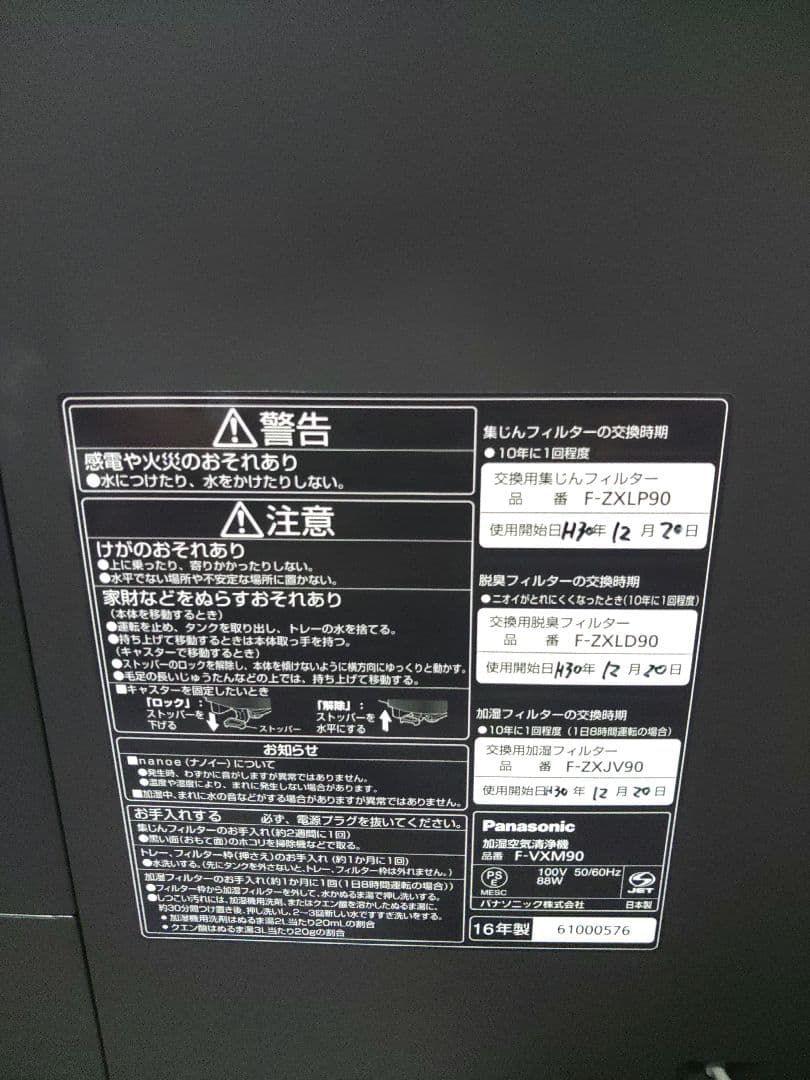 警告
感電や火災のおそれあり
●水につけたり、水をかけたりしない。
注意
けがのおそれあり
●上に乗ったり、寄りかかったりしない。
●水平でない場所や不安定な場所に置かない。
家財などをぬらすおそれあり
(本体を移動するとき)
●運転を止め、タンクを取り出し、トレーの水を捨てる。
●持ち上げて移動するときは本体取っ手を持つ。
(キャスターで移動するとき)
●ストッパーのロックを解除し、本体を傾けないように横方向にゆっくりと動かす。
●毛足の長いじゅうたんなどの上では、持ち上げて移動する。
■キャスターを固定したいとき
「ロック」:
ストッパーを
下げる
ストッパー
「解除」:
ストッパーを
水平にする
お知らせ
■nanoe(ナノイー)について
●発生時、わずかに音がしますが異常ではありません。
●温度や湿度により、まれに発生しない場合があります。
■加湿中、まれに水の音などがする場合がありますが異常ではありません。
お手入れする 必ず、電源プラグを抜いてください。
集じんフィルターのお手入れ(約2週間に1回)
●黒い面(おもて面)のホコリを掃除機などで取る。
トレー、フィルター枠(押さえ)のお手入れ(約1か月に1回)
●水洗いする。(先にタンクを外さないと、トレー、フィルター枠は外れません。)
加湿フィルターのお手入れ(約1か月に1回(1日8時間運転の場合))
●フィルター枠から加湿フィルターを外して、水かぬるま湯で押し洗いする。
●しつこい汚れには、加湿機用洗剤、またはクエン酸を溶かしたぬるま湯に、
約30分間つけ置き後、押し洗いし、2~3回新しい水ですすぎ洗いをする。
●加湿機用洗剤はぬるま湯2L当たり20mLの割合
●クエン酸はぬるま湯3L当たり20gの割合
集じんフィルターの交換時期
●10年に1回程度
交換用集じんフィルター
品番 F-ZXLP90
使用開始日H30年12月20日
脱臭フィルターの交換時期
●ニオイがとれにくくなったとき(10年に1回程度)
交換用脱臭フィルター
品番 F-ZXLD90
使用開始日H30年12月20日
加湿フィルターの交換時期
●10年に1回程度(1日8時間運転の場合)
交換用加湿フィルター
品番 F-ZXJV90
使用開始日H30年12月20日
Panasonic
加湿空気清浄機
品番 F-VXM90
PSE
MESC
100V 50/60Hz
88W
JET
パナソニック株式会社 日本製
16年製 61000576